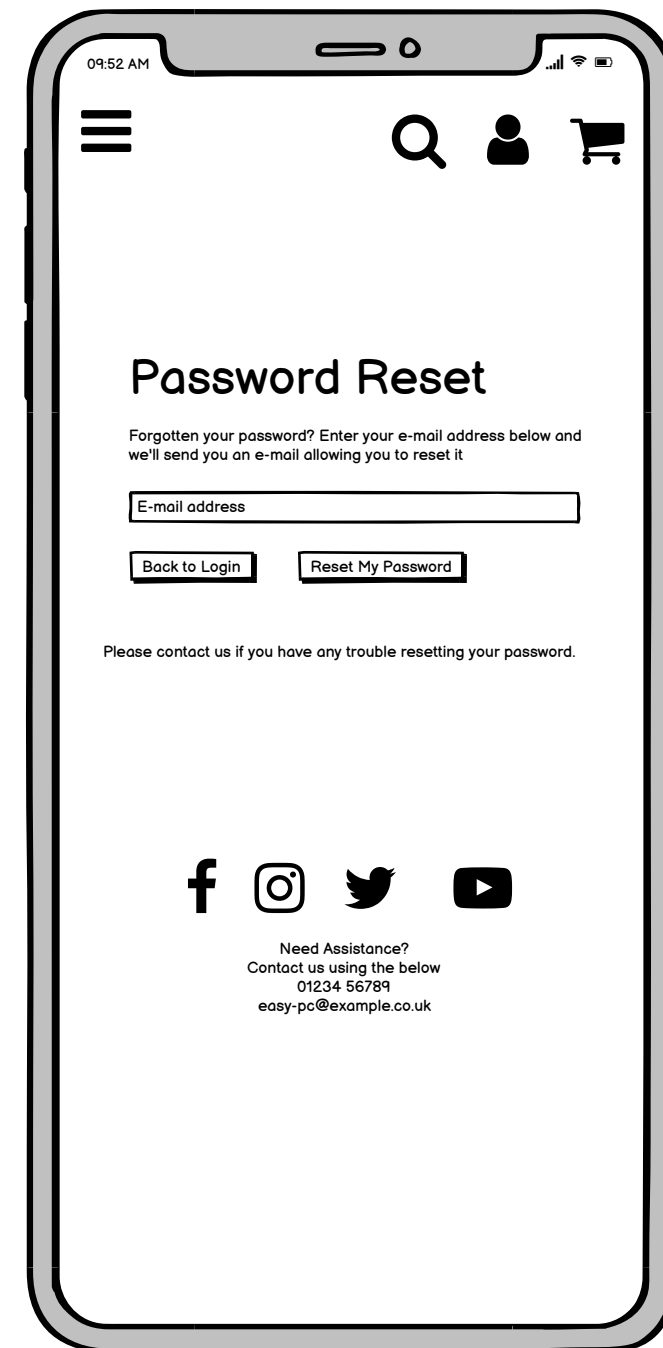 09:52 AM
Password Reset
Forgotten your password? Enter your e-mail address below and
we'll send you an e-mail allowing you to reset it
E-mail address
Back to Login
Reset My Password
Please contact us if you have any trouble resetting your password.
Need Assistance?
Contact us using the below
01234 56789
easy-pc@example.co.uk